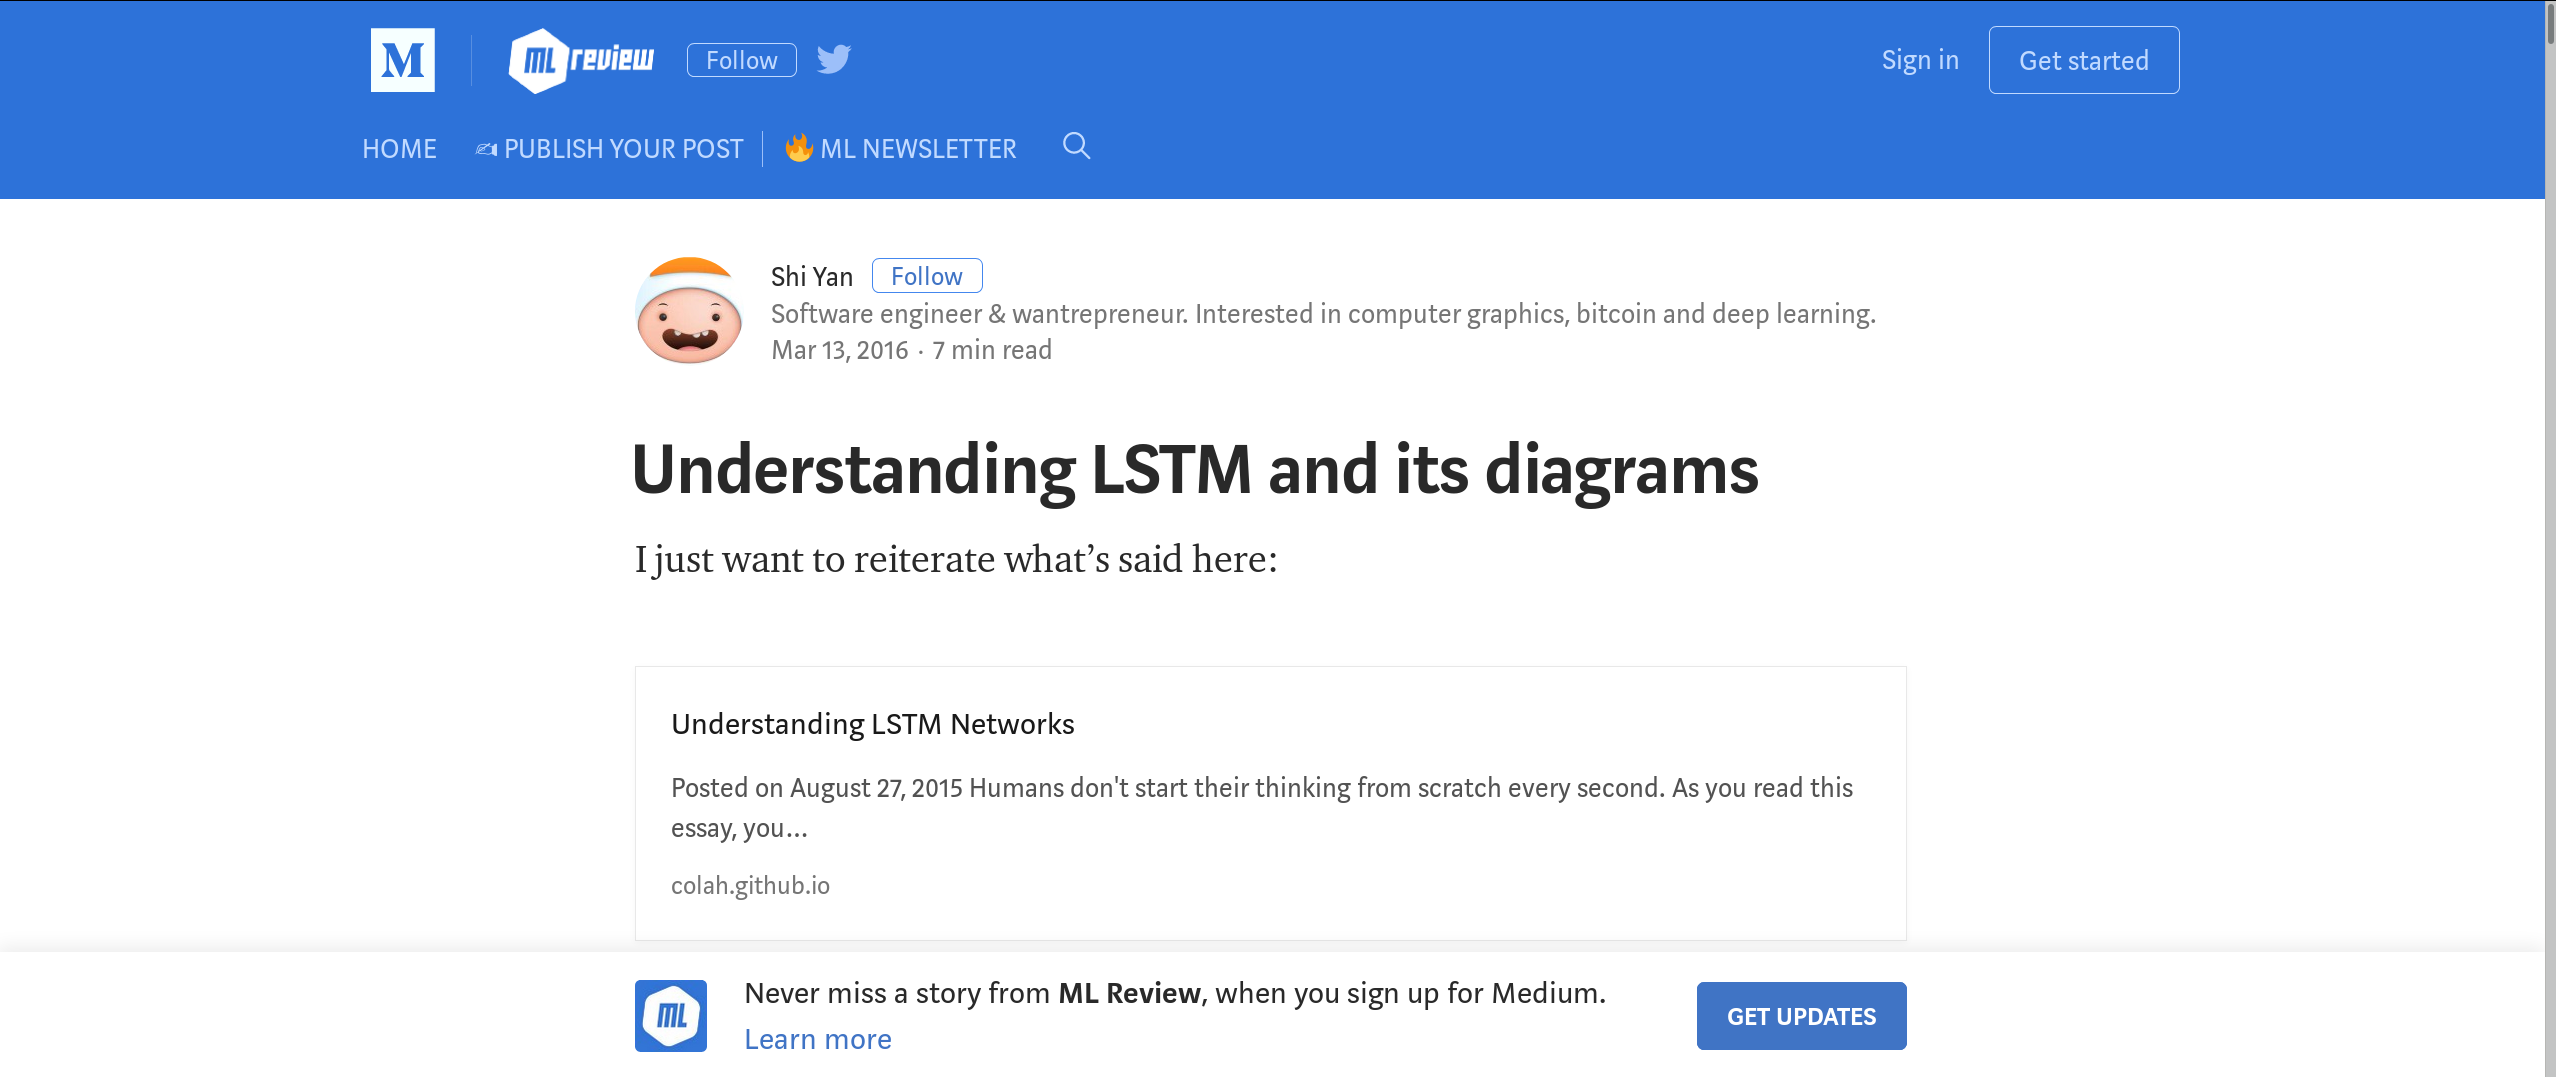 M
ML review
Follow
Sign in
Get started
HOME
PUBLISH YOUR POST
🔥 ML NEWSLETTER
Shi Yan
Follow
Software engineer & wantrepreneur. Interested in computer graphics, bitcoin and deep learning.
Mar 13, 2016 · 7 min read
Understanding LSTM and its diagrams
I just want to reiterate what’s said here:
Understanding LSTM Networks
Posted on August 27, 2015 Humans don't start their thinking from scratch every second. As you read this
essay, you…
colah.github.io
ML
Never miss a story from ML Review, when you sign up for Medium.
Learn more
GET UPDATES